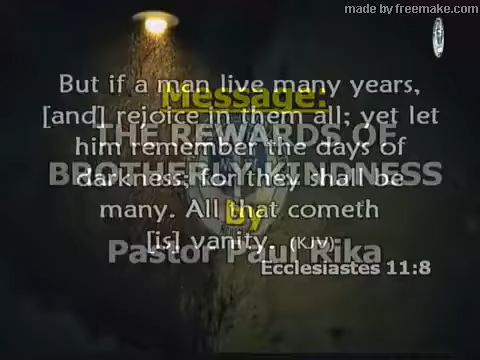 made by freemake.com
But if a man live many years,
[and] rejoice in them all; yet let
him remember the days of
darkness; for they shall be
many. All that cometh
[is] vanity. (KJV)
Ecclesiastes 11:8
Message:
THE REWARDS OF
BROTHERLY KINDNESS
by
Pastor Paul Rika